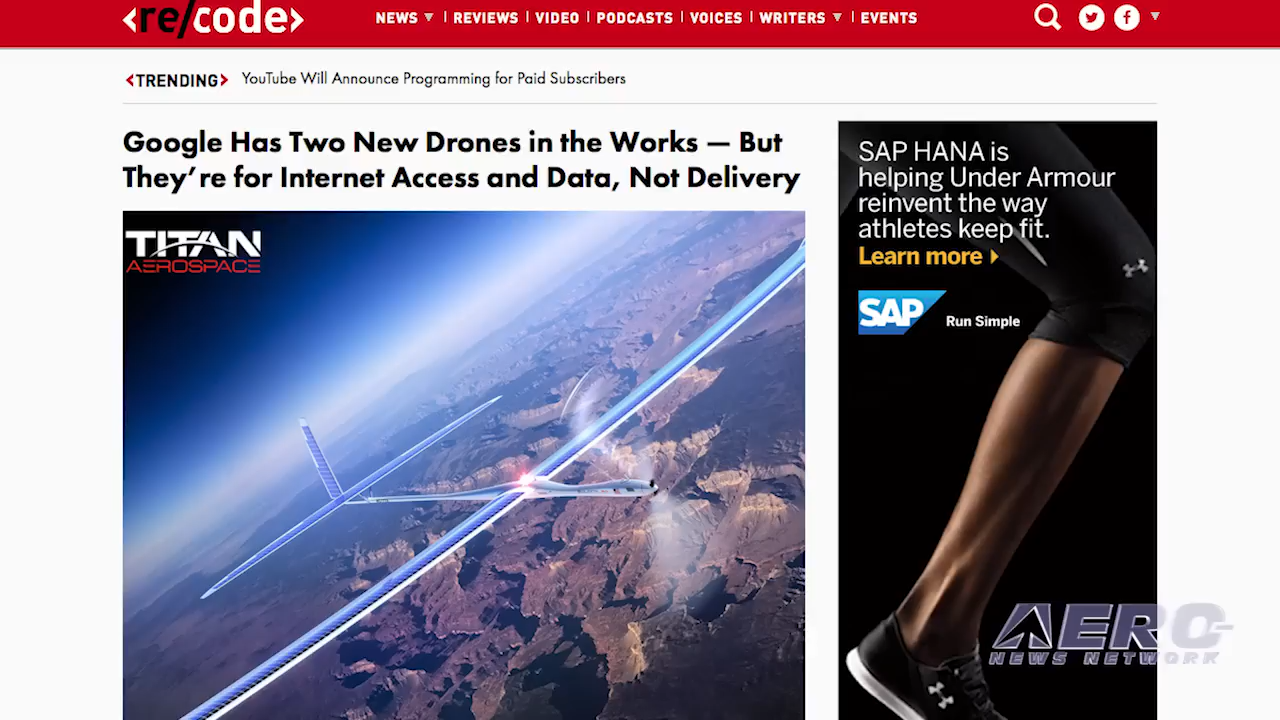 <re/code>
NEWS
REVIEWS
VIDEO
PODCASTS
VOICES
WRITERS
EVENTS
<TRENDING> YouTube Will Announce Programming for Paid Subscribers
Google Has Two New Drones in the Works — But
They're for Internet Access and Data, Not Delivery
TITAN
AEROSPACE
SAP HANA is
helping Under Armour
reinvent the way
athletes keep fit.
Learn more
SAP Run Simple
AERO
NEWS NETWORK